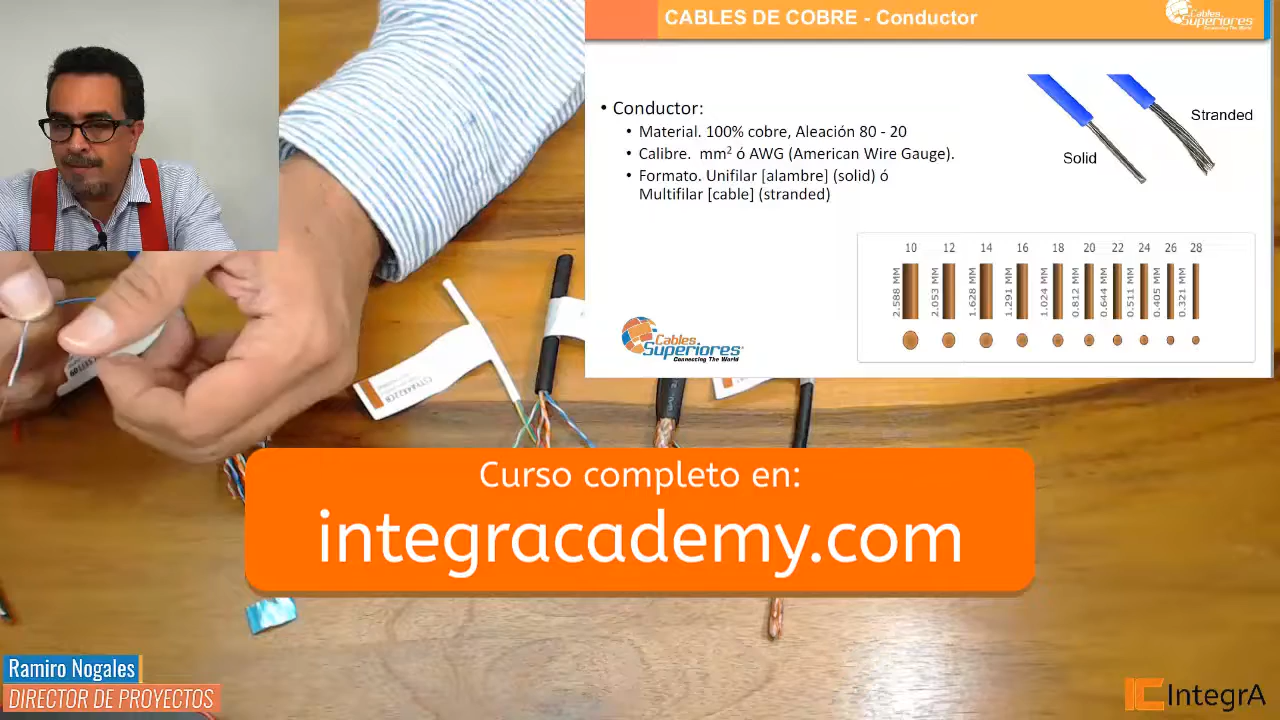 CABLES DE COBRE - Conductor
Cables
Superiores
Connecting The World
• Conductor:
• Material. 100% cobre, Aleación 80 - 20
• Calibre. mm² ó AWG (American Wire Gauge).
• Formato. Unifilar [alambre] (solid) ó
Multifilar [cable] (stranded)
Stranded
Solid
10 12 14 16 18 20 22 24 26 28
2.588 MM 2.053 MM 1.628 MM 1.291 MM 1.024 MM 0.812 MM 0.644 MM 0.511 MM 0.405 MM 0.321 MM
Cables
Superiores
Connecting The World
Curso completo en:
integracademy.com
Ramiro Nogales
DIRECTOR DE PROYECTOS
IC IntegrA